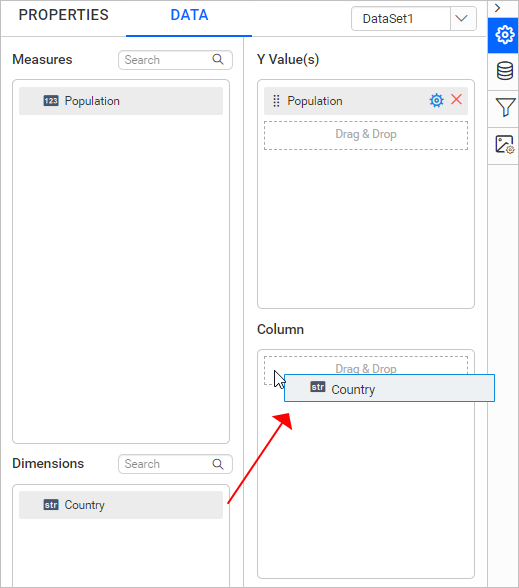 PROPERTIES
DATA
DataSet1
Measures
Search
123 Population
Dimensions
Search
str Country
Y Value(s)
Population
Drag & Drop
Column
Drag & Drop
str Country